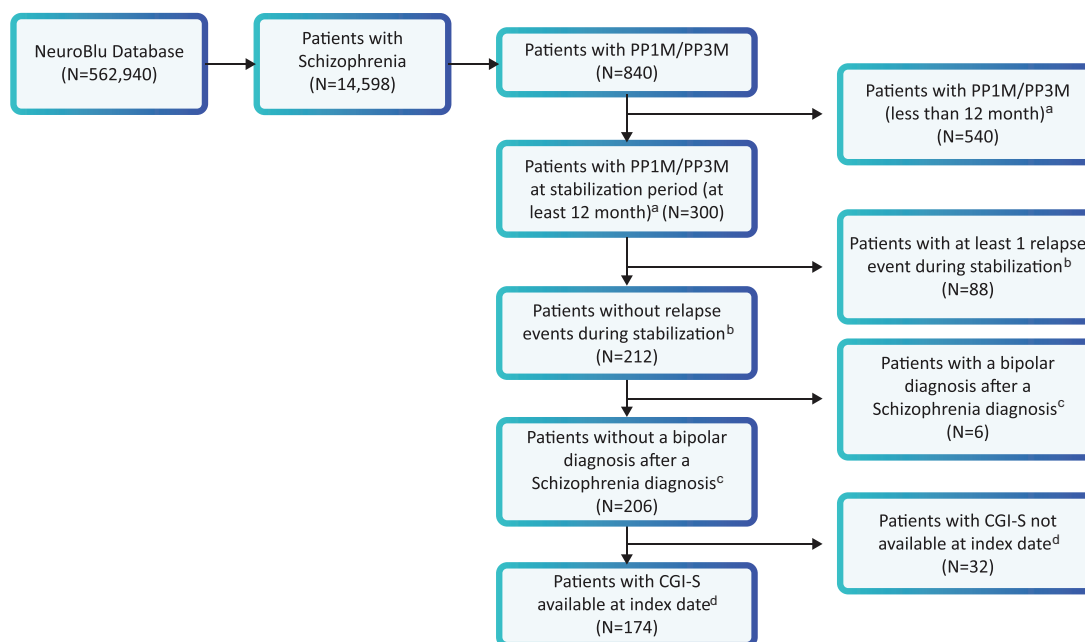 NeuroBlu Database
(N=562,940)
Patients with
Schizophrenia
(N=14,598)
Patients with PP1M/PP3M
(N=840)
Patients with PP1M/PP3M
(less than 12 month)a
(N=540)
Patients with PP1M/PP3M
at stabilization period (at
least 12 month)a (N=300)
Patients with at least 1 relapse
event during stabilizationb
(N=88)
Patients without relapse
events during stabilizationb
(N=212)
Patients with a bipolar
diagnosis after a
Schizophrenia diagnosisc
(N=6)
Patients without a bipolar
diagnosis after a
Schizophrenia diagnosisc
(N=206)
Patients with CGI-S not
available at index dated
(N=32)
Patients with CGI-S
available at index dated
(N=174)